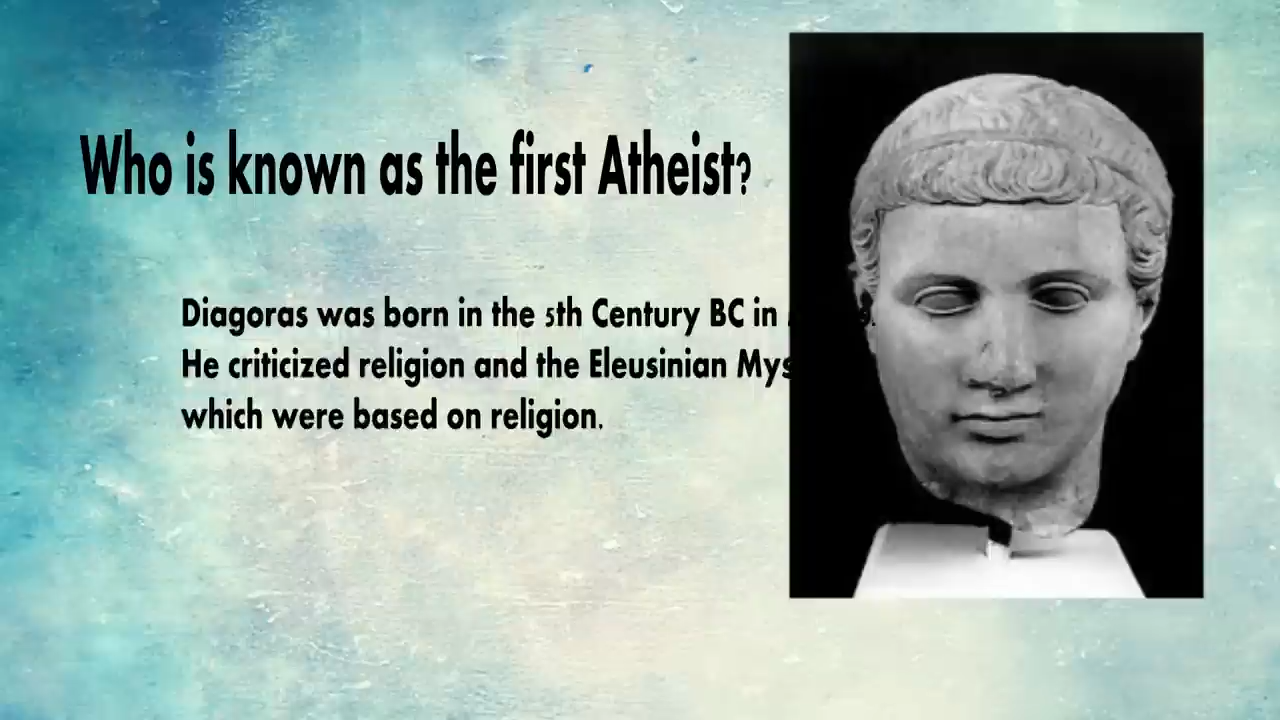 Who is known as the first Atheist?
Diagoras was born in the 5th Century BC in
He criticized religion and the Eleusinian Mys
which were based on religion.